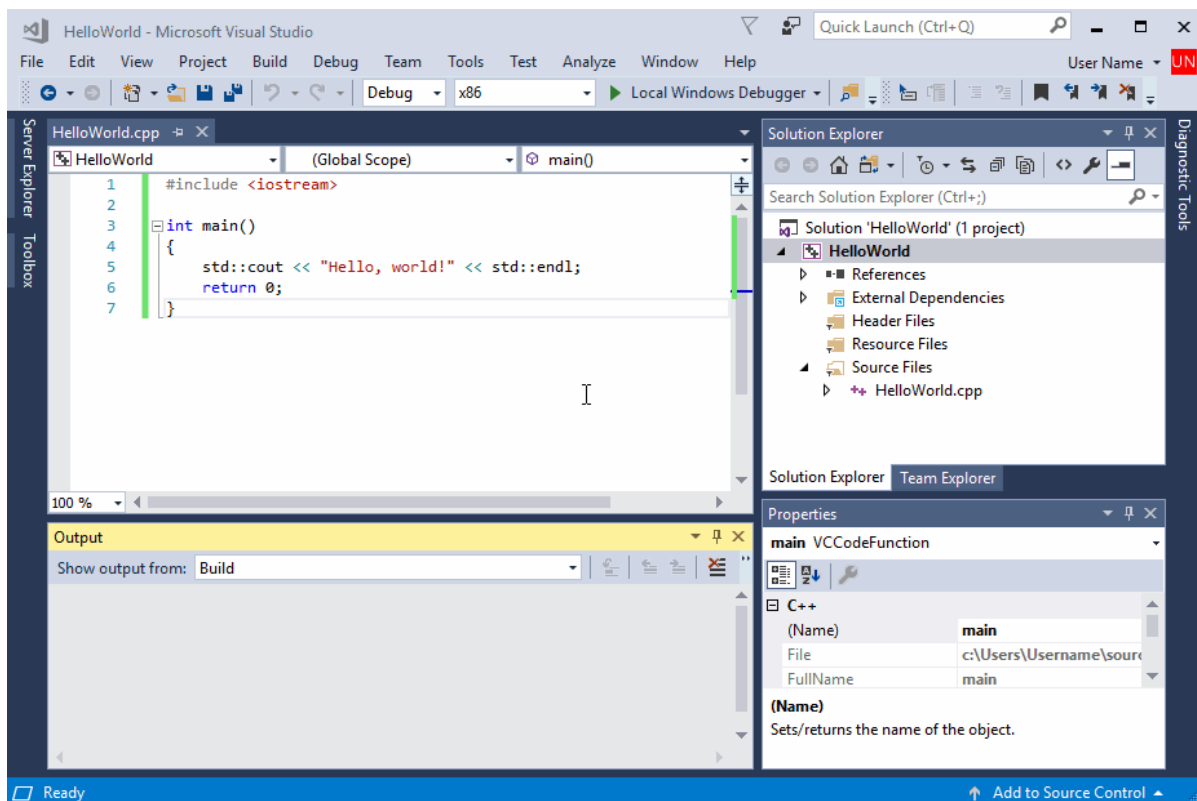 HelloWorld - Microsoft Visual Studio
Quick Launch (Ctrl+Q)
File Edit View Project Build Debug Team Tools Test Analyze Window Help
User Name UN
Debug x86 Local Windows Debugger
Server Explorer
Toolbox
HelloWorld.cpp
HelloWorld (Global Scope) main()
1 #include <iostream>
2
3 int main()
4 {
5 std::cout << "Hello, world!" << std::endl;
6 return 0;
7 }
100 %
Output
Show output from: Build
Solution Explorer
Search Solution Explorer (Ctrl+;)
Solution 'HelloWorld' (1 project)
HelloWorld
References
External Dependencies
Header Files
Resource Files
Source Files
HelloWorld.cpp
Solution Explorer Team Explorer
Properties
main VCCodeFunction
C++
(Name) main
File c:\Users\Username\sourc
FullName main
(Name)
Sets/returns the name of the object.
Diagnostic Tools
Ready
Add to Source Control